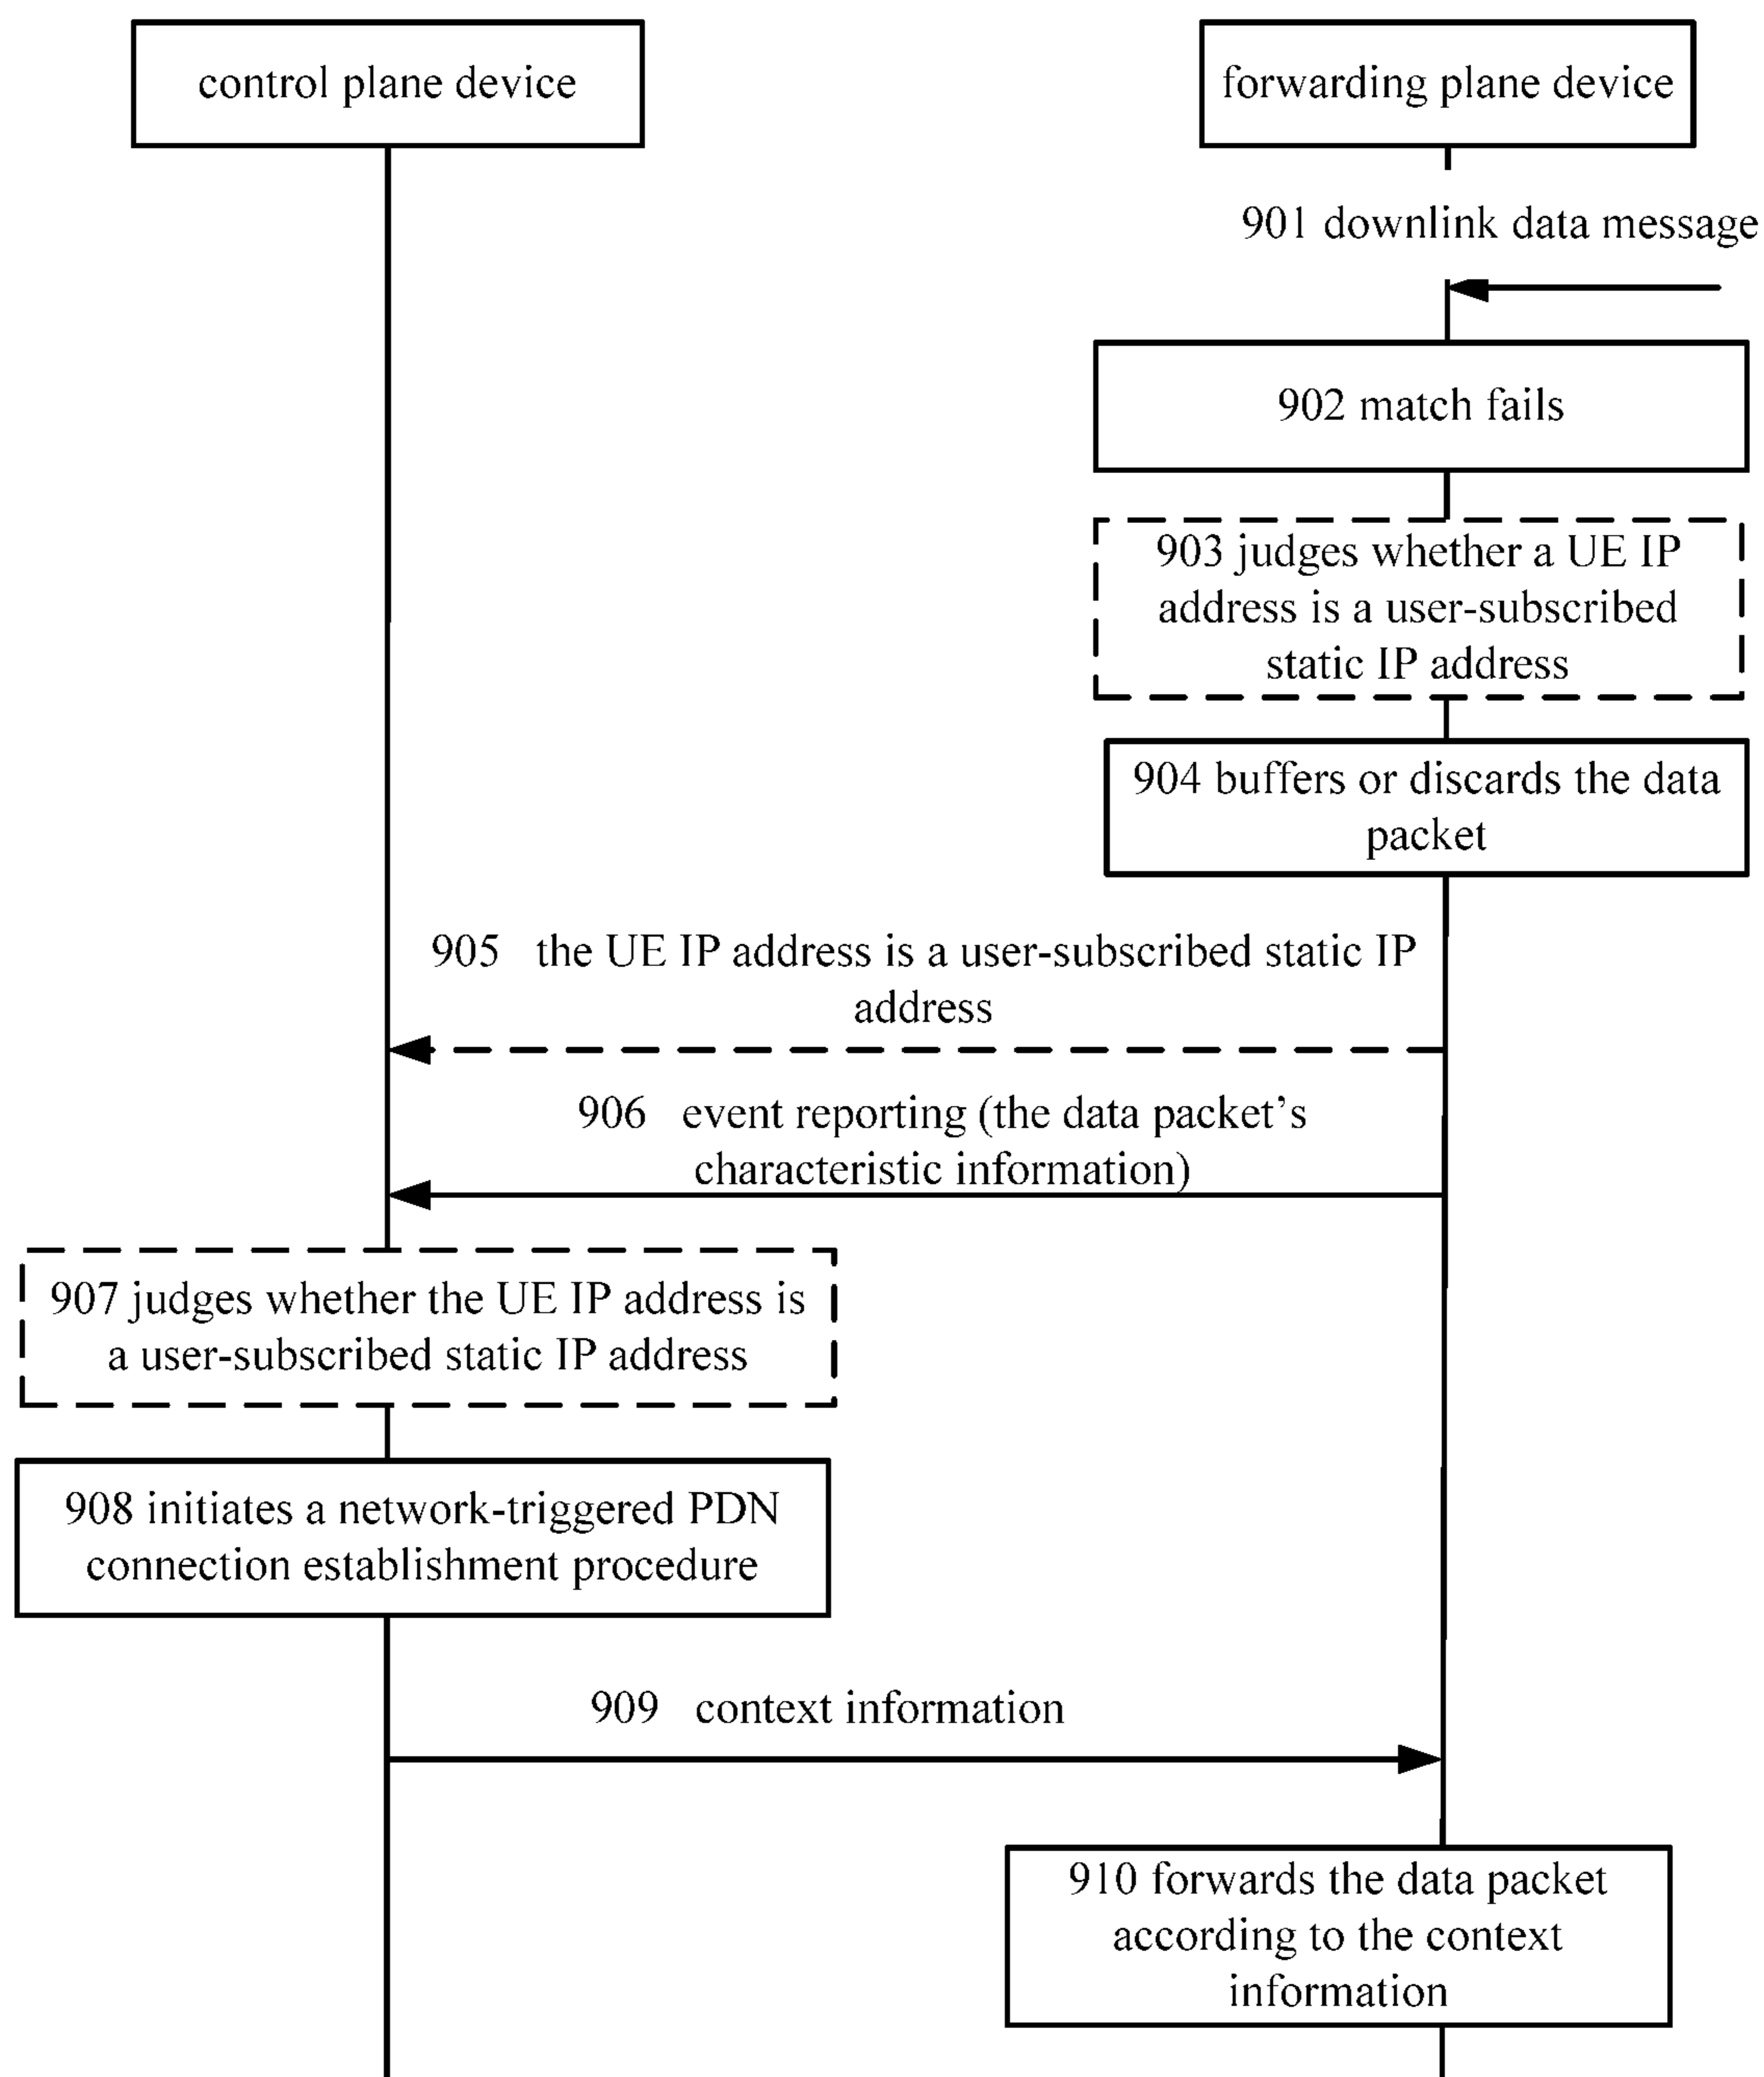 control plane device
forwarding plane device
901 downlink data message
902 match fails
903 judges whether a UE IP
address is a user-subscribed
static IP address
904 buffers or discards the data
packet
905 the UE IP address is a user-subscribed static IP
address
906 event reporting (the data packet’s
characteristic information)
907 judges whether the UE IP address is
a user-subscribed static IP address
908 initiates a network-triggered PDN
connection establishment procedure
909 context information
910 forwards the data packet
according to the context
information